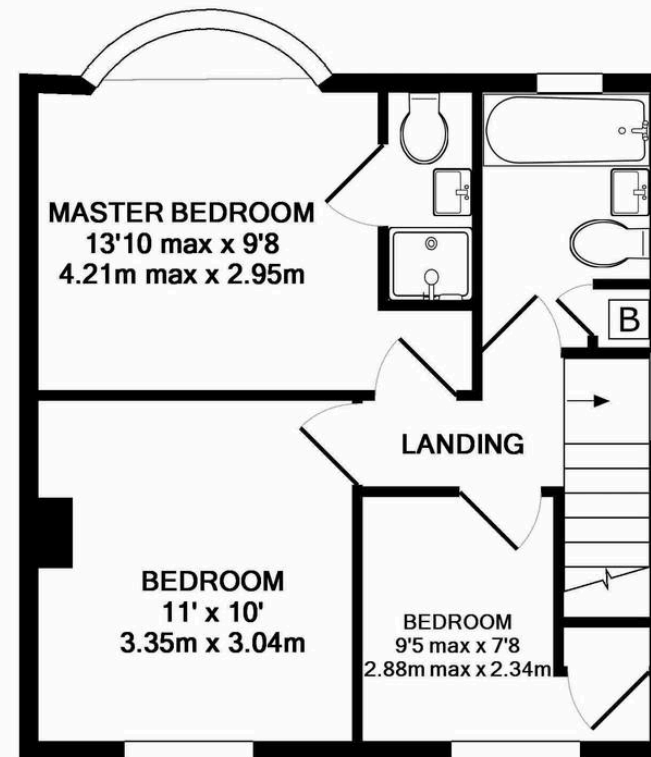 MASTER BEDROOM
13'10 max x 9'8
4.21m max x 2.95m
B
LANDING
BEDROOM
11' x 10'
3.35m x 3.04m
BEDROOM
9'5 max x 7'8
2.88m max x 2.34m